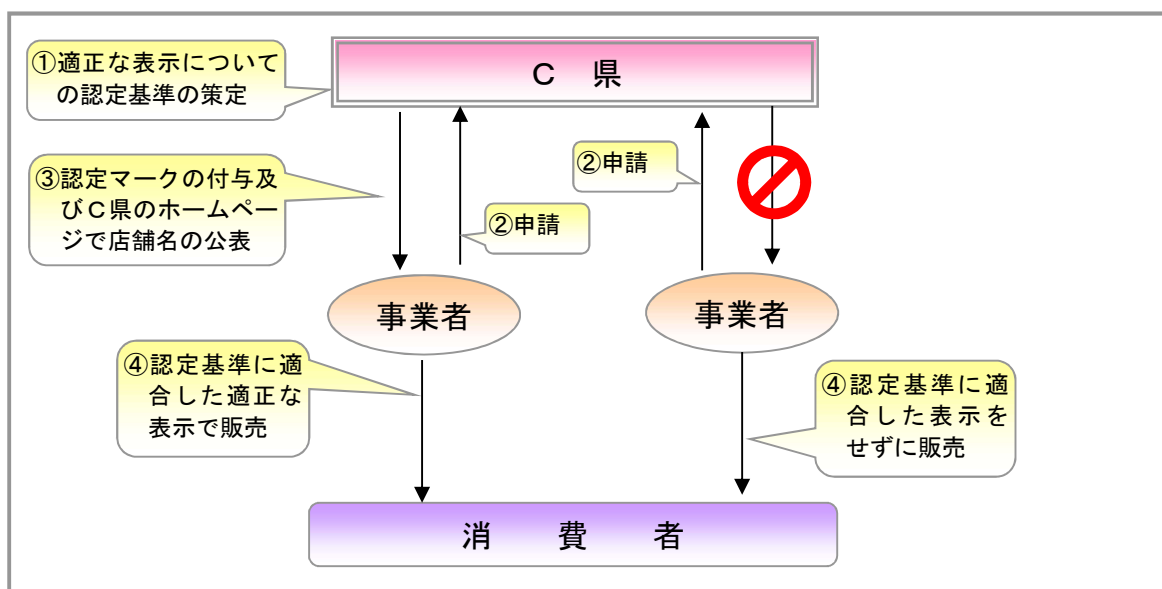 C 県
①適正な表示について
の認定基準の策定
②申請
③認定マークの付与及
びC県のホームペー
ジで店舗名の公表
②申請
事業者
事業者
④認定基準に適
合した適正な
表示で販売
④認定基準に適
合した表示を
せずに販売
消 費 者